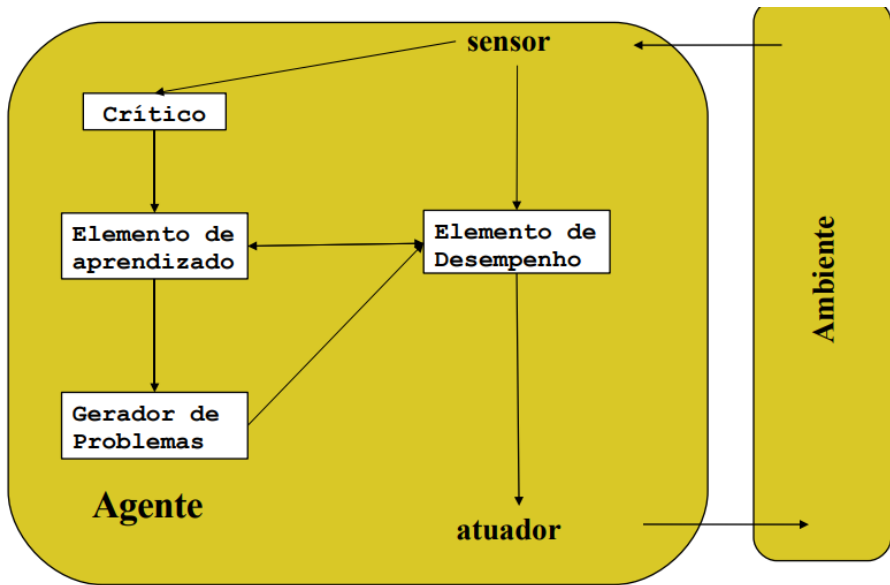 sensor
Crítico
Elemento de
aprendizado
Elemento de
Desempenho
Ambiente
Gerador de
Problemas
Agente
atuador